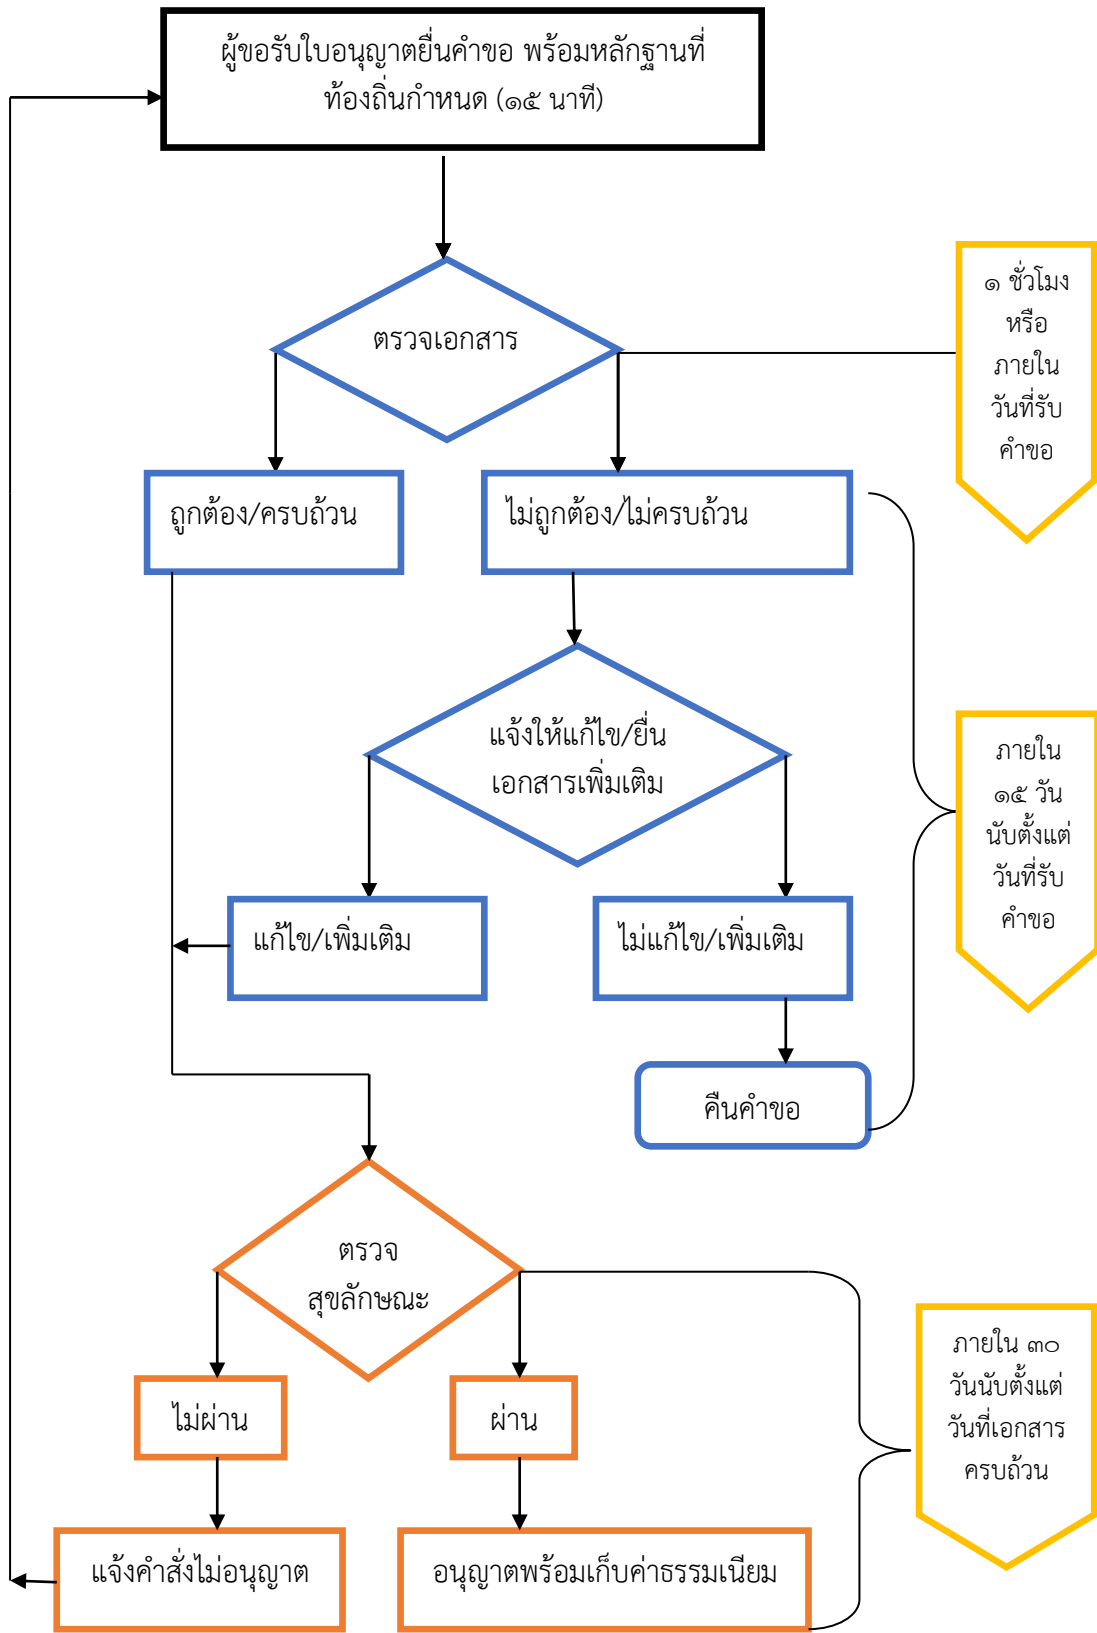 ผู้ขอรับใบอนุญาตยื่นคำขอ พร้อมหลักฐานที่
ท้องถิ่นกำหนด (๑๕ นาที)
ตรวจเอกสาร
๑ ชั่วโมง
หรือ
ภายใน
วันที่รับ
คำขอ
ถูกต้อง/ครบถ้วน
ไม่ถูกต้อง/ไม่ครบถ้วน
แจ้งให้แก้ไข/ยื่น
เอกสารเพิ่มเติม
ภายใน
๑๕ วัน
นับตั้งแต่
วันที่รับ
คำขอ
แก้ไข/เพิ่มเติม
ไม่แก้ไข/เพิ่มเติม
คืนคำขอ
ตรวจ
สุขลักษณะ
ไม่ผ่าน
ผ่าน
ภายใน ๓๐
วันนับตั้งแต่
วันที่เอกสาร
ครบถ้วน
แจ้งคำสั่งไม่อนุญาต
อนุญาตพร้อมเก็บค่าธรรมเนียม